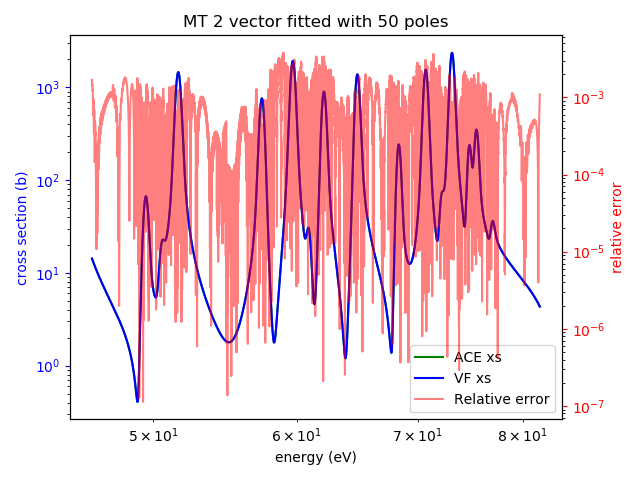 MT 2 vector fitted with 50 poles
cross section (b)
10³
10²
10¹
10⁰
10⁻³
10⁻⁴
10⁻⁵
10⁻⁶
10⁻⁷
relative error
ACE xs
VF xs
Relative error
5 × 10¹ 6 × 10¹ 7 × 10¹ 8 × 10¹
energy (eV)